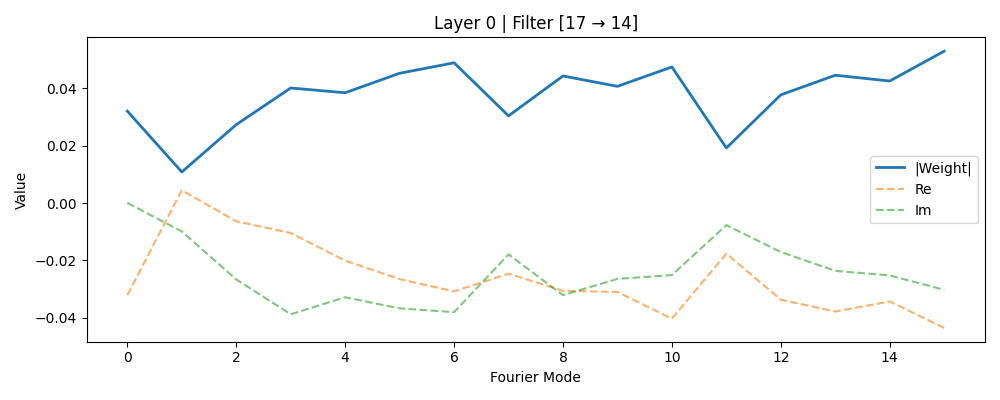 Layer 0 | Filter [17 → 14]
Value
0.04
0.02
0.00
−0.02
−0.04
|Weight|
Re
Im
0 2 4 6 8 10 12 14
Fourier Mode